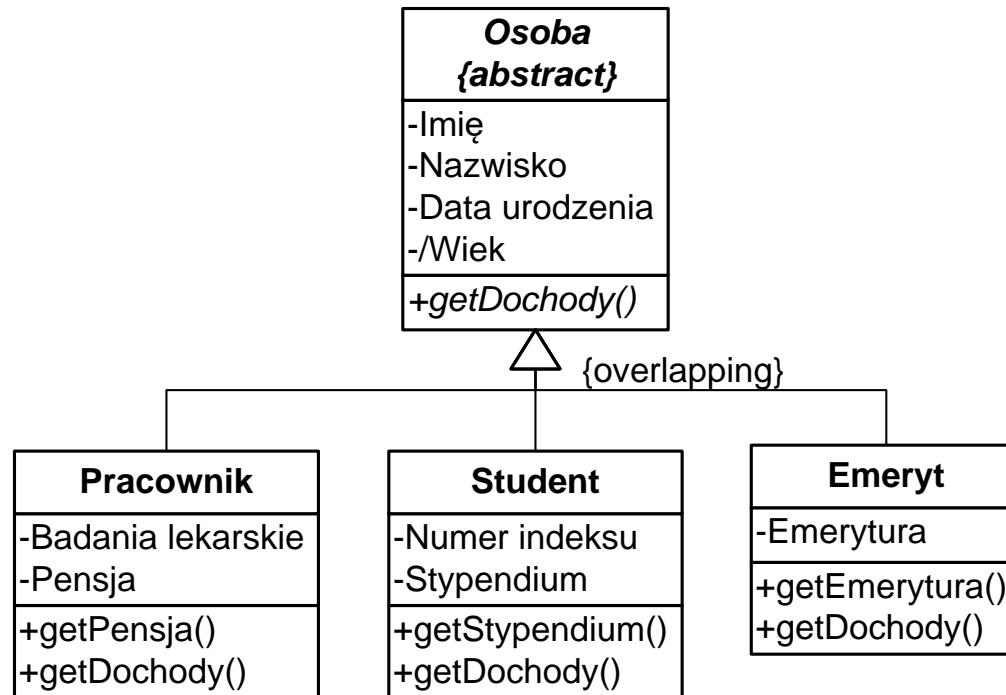 Osoba
{abstract}
-Imię
-Nazwisko
-Data urodzenia
-/Wiek
+getDochody()
{overlapping}
Pracownik
-Badania lekarskie
-Pensja
+getPensja()
+getDochody()
Student
-Numer indeksu
-Stypendium
+getStypendium()
+getDochody()
Emeryt
-Emerytura
+getEmerytura()
+getDochody()